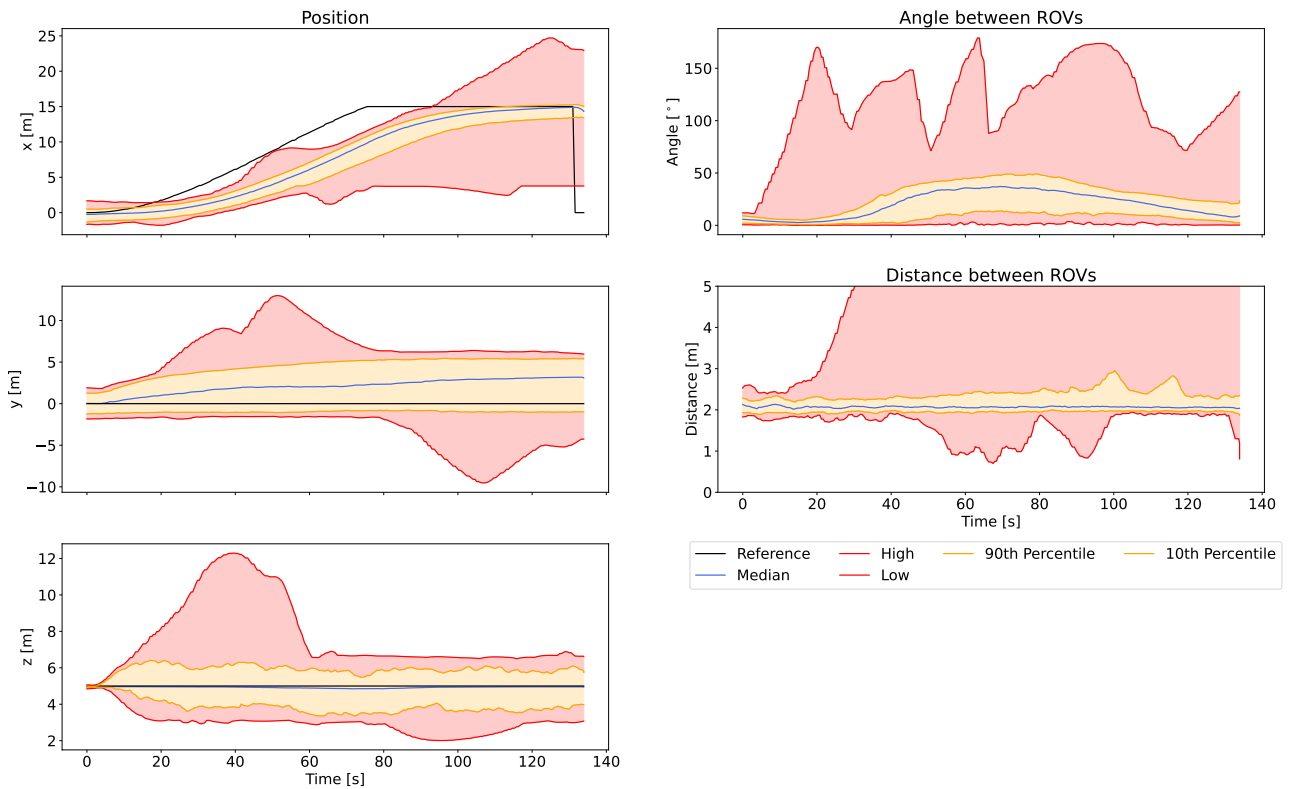 Position
25
20
15
10
5
0
x [m]
10
5
0
−5
−10
y [m]
12
10
8
6
4
2
z [m]
0 20 40 60 80 100 120 140
Time [s]
Angle between ROVs
150
100
50
0
Angle [ ° ]
Distance between ROVs
5
4
3
2
1
0
Distance [m]
0 20 40 60 80 100 120 140
Time [s]
Reference High 90th Percentile 10th Percentile
Median Low